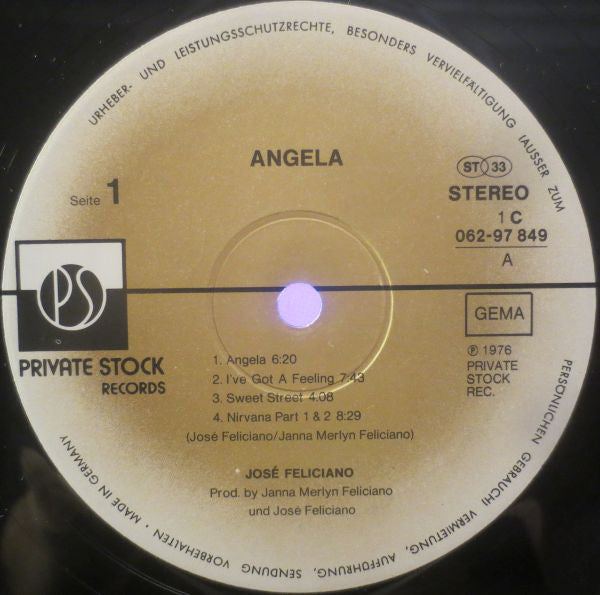 URHEBER- UND LEISTUNGSSCHUTZRECHTE, BESONDERS VERVIELFÄLTIGUNG (AUSSER ZUM
PERSÖNLICHEN GEBRAUCH) VERMIETUNG, AUFFÜHRUNG, SENDUNG VORBEHALTEN · MADE IN GERMANY ·
ANGELA
Seite 1
ST 33
STEREO
1 C
062-97 849
A
PS
PRIVATE STOCK
RECORDS
GEMA
℗ 1976
PRIVATE
STOCK
REC.
1. Angela 6:20
2. I've Got A Feeling 7:43
3. Sweet Street 4.08
4. Nirvana Part 1 & 2 8:29
(José Feliciano/Janna Merlyn Feliciano)
JOSÉ FELICIANO
Prod. by Janna Merlyn Feliciano
und José Feliciano